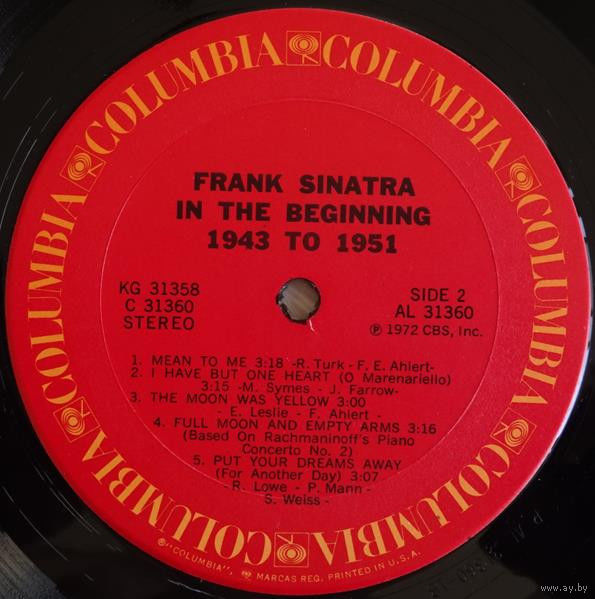 COLUMBIA COLUMBIA COLUMBIA COLUMBIA COLUMBIA COLUMBIA
FRANK SINATRA
IN THE BEGINNING
1943 TO 1951
KG 31358
C 31360
STEREO
SIDE 2
AL 31360
℗ 1972 CBS, Inc.
1. MEAN TO ME 3:18 -R. Turk - F. E. Ahlert-
2. I HAVE BUT ONE HEART (O Marenariello)
3:15 -M. Symes - J. Farrow-
3. THE MOON WAS YELLOW 3:00
- E. Leslie - F. Ahlert -
4. FULL MOON AND EMPTY ARMS 3:16
(Based On Rachmaninoff's Piano
Concerto No. 2)
5. PUT YOUR DREAMS AWAY
(For Another Day) 3:07
- R. Lowe - P. Mann -
S. Weiss -
®"COLUMBIA", MARCAS REG. PRINTED IN U.S.A.
www.ay.by